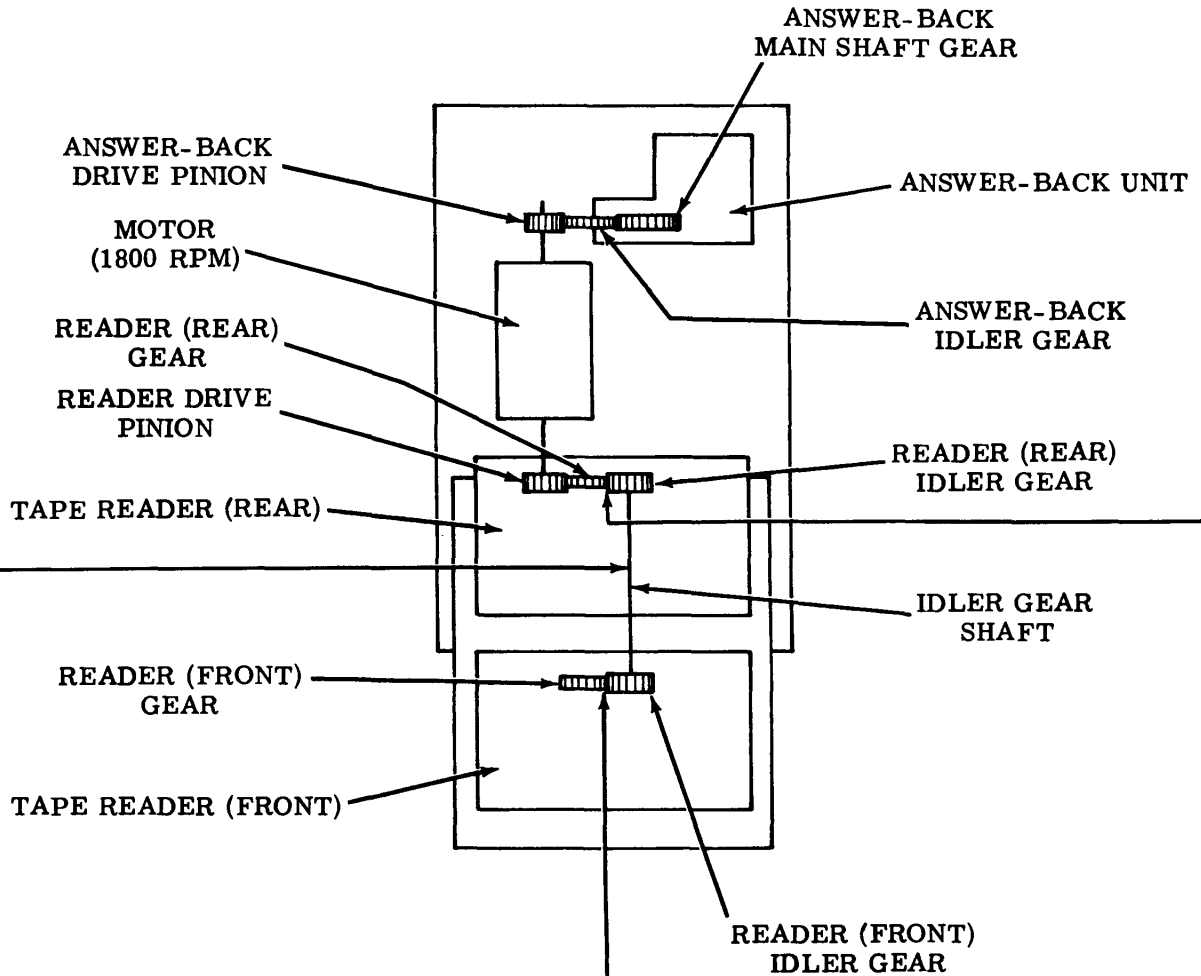 ANSWER-BACK
MAIN SHAFT GEAR
ANSWER-BACK
DRIVE PINION
ANSWER-BACK UNIT
MOTOR
(1800 RPM)
ANSWER-BACK
IDLER GEAR
READER (REAR)
GEAR
READER DRIVE
PINION
READER (REAR)
IDLER GEAR
TAPE READER (REAR)
IDLER GEAR
SHAFT
READER (FRONT)
GEAR
TAPE READER (FRONT)
READER (FRONT)
IDLER GEAR